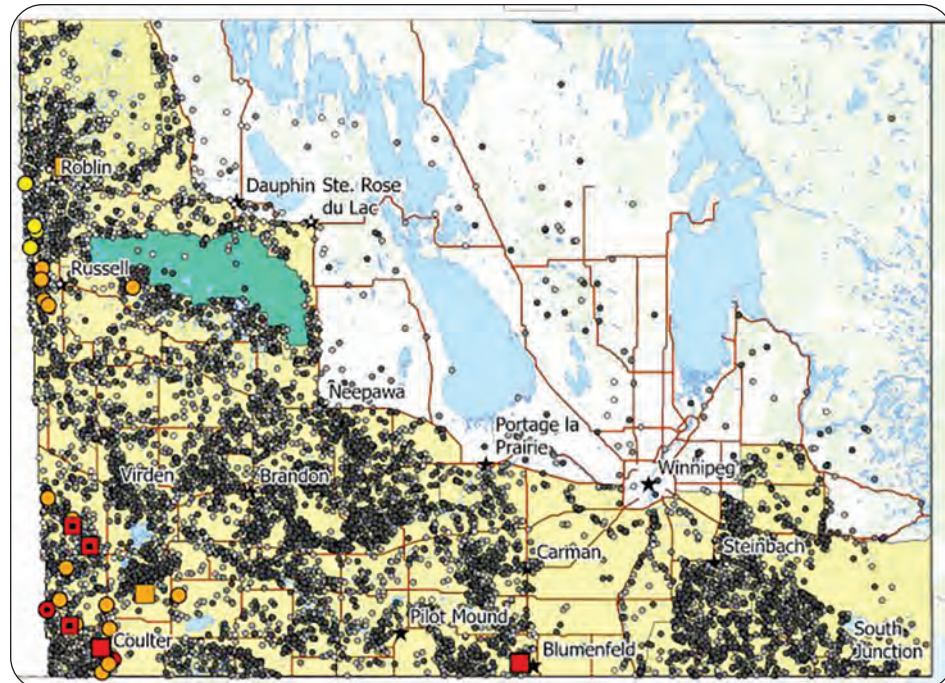 Roblin
Dauphin
Ste. Rose
du Lac
Russell
Neepawa
Portage la
Prairie
Virden
Brandon
Winnipeg
Carman
Steinbach
Pilot Mound
Coulter
Blumenfeld
South
Junction